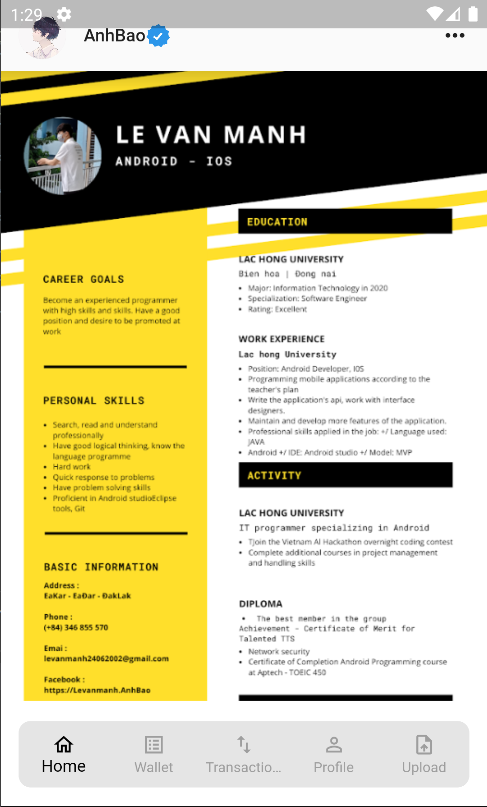 1:29
AnhBao
LE VAN MANH
ANDROID - IOS
CAREER GOALS
Become an experienced programmer
with high skills and skills. Have a good
position and desire to be promoted at
work
PERSONAL SKILLS
• Search, read and understand
professionally
• Have good logical thinking, know the
language programme
• Hard work
• Quick response to problems
• Have problem solving skills
• Proficient in Android studioEclipse
tools, Git
BASIC INFORMATION
Address :
EaKar - EaĐar - ĐakLak
Phone :
(+84) 346 855 570
Emai :
levanmanh24062002@gmail.com
Facebook :
https://Levanmanh.AnhBao
EDUCATION
LAC HONG UNIVERSITY
Bien hoa | Đong nai
• Major: Information Technology in 2020
• Specialization: Software Engineer
• Rating: Excellent
WORK EXPERIENCE
Lac hong University
• Position: Android Developer, IOS
• Programming mobile applications according to the
teacher's plan
• Write the application's api, work with interface
designers.
• Maintain and develop more features of the application.
• Professional skills applied in the job: +/ Language used:
JAVA
• Android +/ IDE: Android studio +/ Model: MVP
ACTIVITY
LAC HONG UNIVERSITY
IT programmer specializing in Android
• Tjoin the Vietnam AI Hackathon overnight coding contest
• Complete additional courses in project management
and handling skills
DIPLOMA
• The best member in the group
Achievement - Certificate of Merit for
Talented TTS
• Network security
• Certificate of Completion Android Programming course
at Aptech - TOEIC 450
Home
Wallet
Transactio...
Profile
Upload